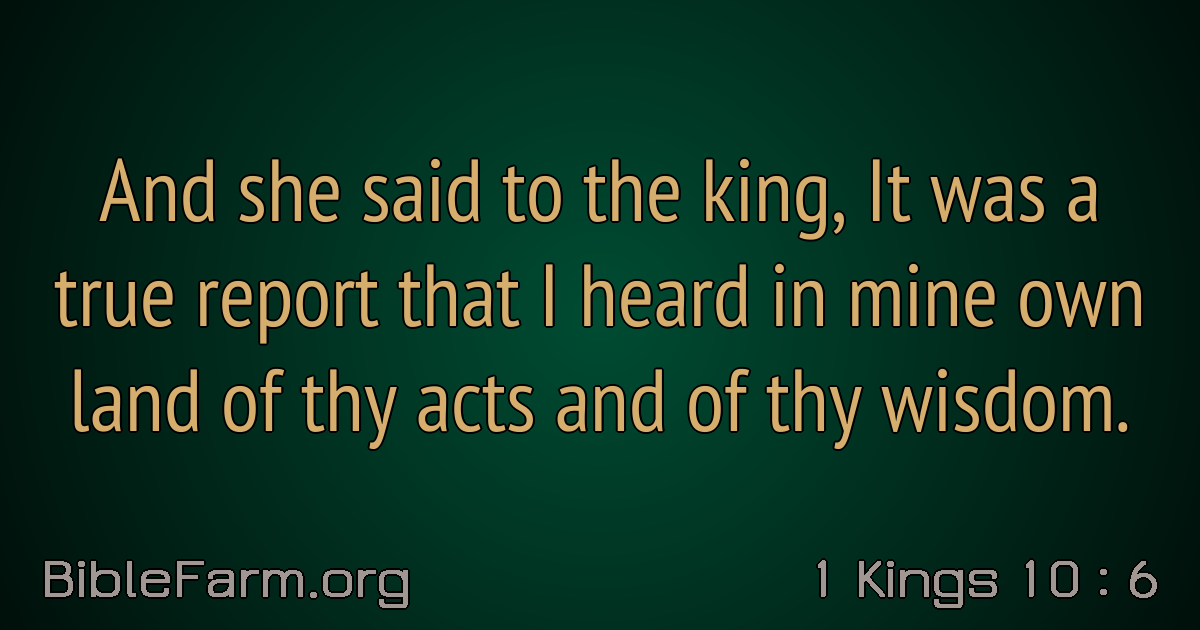 And she said to the king, It was a
true report that I heard in mine own
land of thy acts and of thy wisdom.
BibleFarm.org
1 Kings 10 : 6